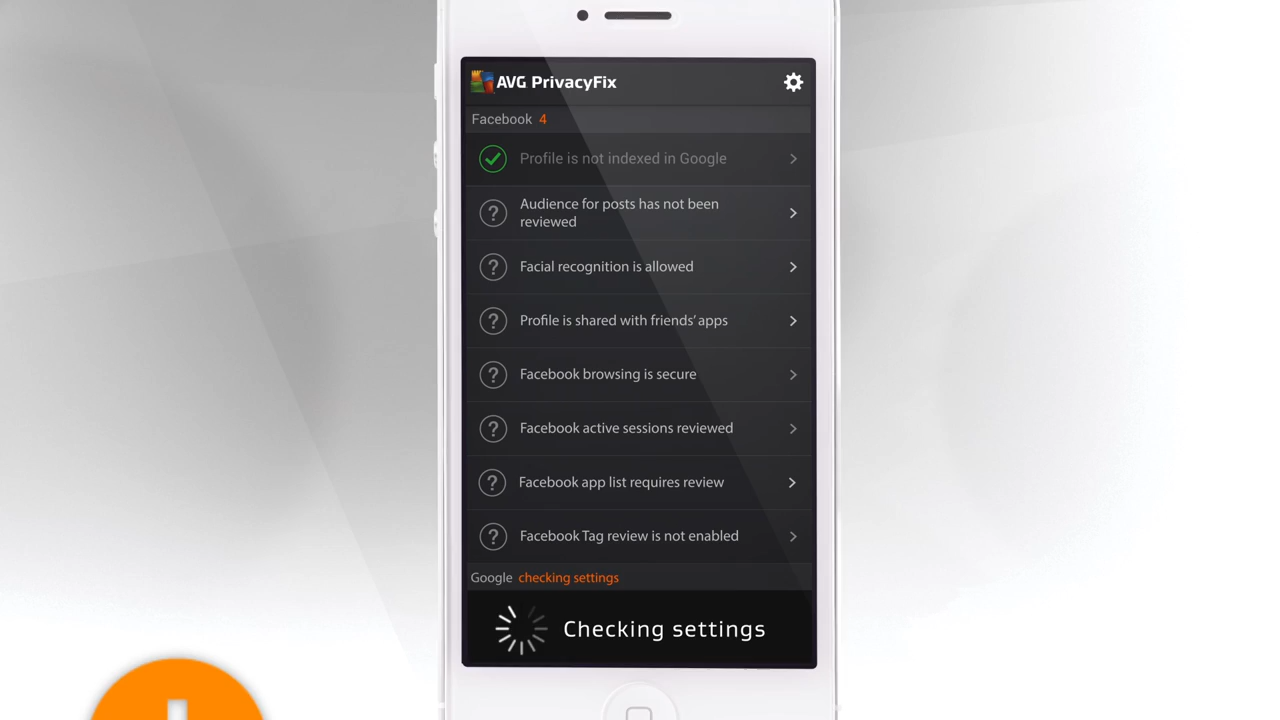 AVG PrivacyFix
Facebook 4
Profile is not indexed in Google
Audience for posts has not been
reviewed
Facial recognition is allowed
Profile is shared with friends’ apps
Facebook browsing is secure
Facebook active sessions reviewed
Facebook app list requires review
Facebook Tag review is not enabled
Google checking settings
Checking settings